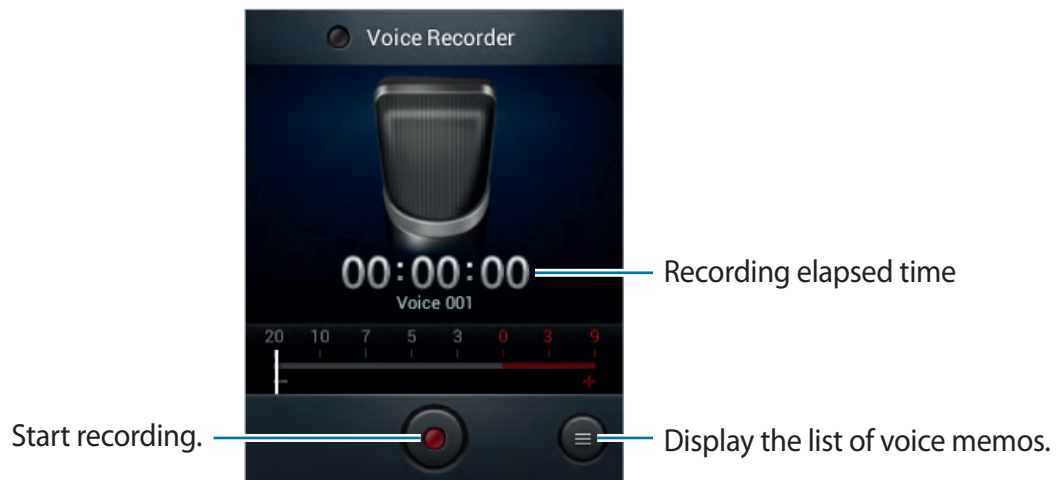 Voice Recorder
00:00:00
Recording elapsed time
Voice 001
20 10 7 5 3 0 3 9
- +
Start recording.
Display the list of voice memos.